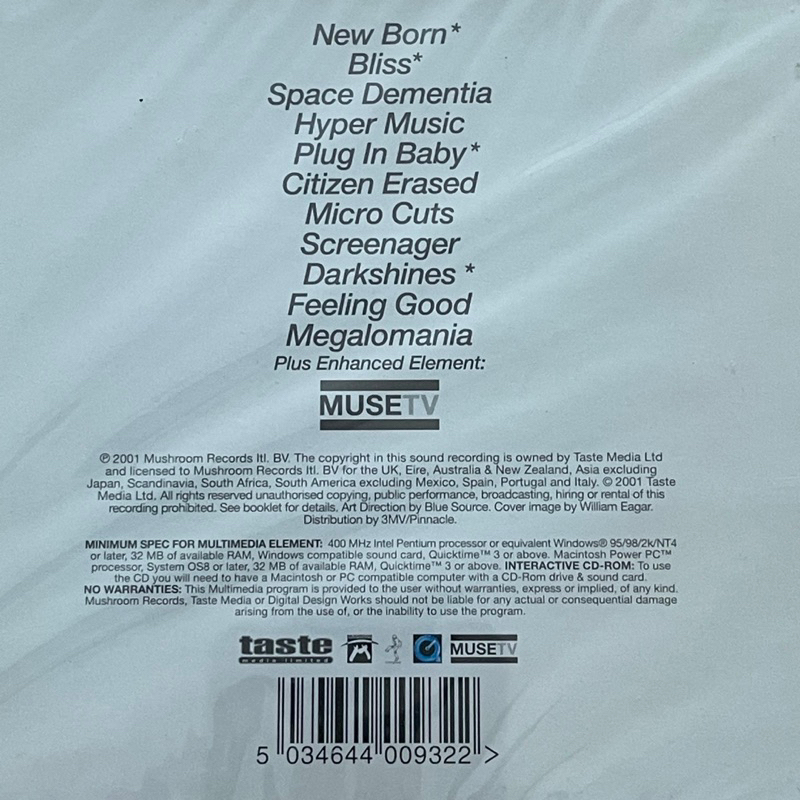 New Born*
Bliss*
Space Dementia
Hyper Music
Plug In Baby*
Citizen Erased
Micro Cuts
Screenager
Darkshines *
Feeling Good
Megalomania
Plus Enhanced Element:
MUSETV
℗ 2001 Mushroom Records Itl. BV. The copyright in this sound recording is owned by Taste Media Ltd
and licensed to Mushroom Records Itl. BV for the UK, Eire, Australia & New Zealand, Asia excluding
Japan, Scandinavia, South Africa, South America excluding Mexico, Spain, Portugal and Italy. © 2001 Taste
Media Ltd. All rights reserved unauthorised copying, public performance, broadcasting, hiring or rental of this
recording prohibited. See booklet for details. Art Direction by Blue Source. Cover image by William Eagar.
Distribution by 3MV/Pinnacle.
MINIMUM SPEC FOR MULTIMEDIA ELEMENT: 400 MHz Intel Pentium processor or equivalent Windows® 95/98/2k/NT4
or later, 32 MB of available RAM, Windows compatible sound card, Quicktime™ 3 or above. Macintosh Power PC™
processor, System OS8 or later, 32 MB of available RAM, Quicktime™ 3 or above. INTERACTIVE CD-ROM: To use
the CD you will need to have a Macintosh or PC compatible computer with a CD-Rom drive & sound card.
NO WARRANTIES: This Multimedia program is provided to the user without warranties, express or implied, of any kind.
Mushroom Records, Taste Media or Digital Design Works should not be liable for any actual or consequential damage
arising from the use of, or the inability to use the program.
taste
media limited
MUSETV
5 034644 009322 >